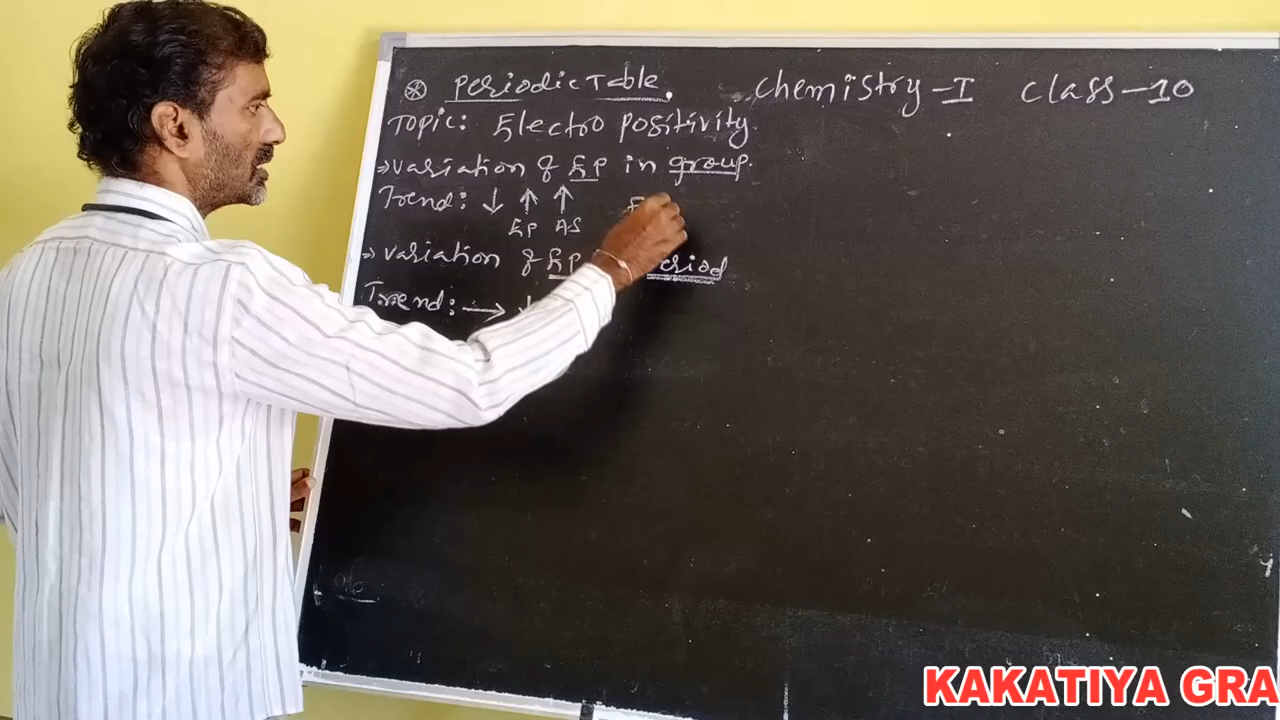 Periodic Table. Chemistry-I Class-10
Topic: Electro positivity.
⇒ variation of EP in group.
Trend: ↓ ↑ ↑
EP AS
⇒ variation of EP Period
Trend: → ↓
KAKATIYA GRA